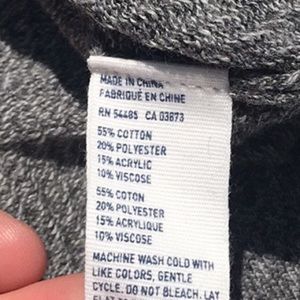 MADE IN CHINA
FABRIQUÉ EN CHINE
RN 54485 CA 03873
55% COTTON
20% POLYESTER
15% ACRYLIC
10% VISCOSE
55% COTON
20% POLYESTER
15% ACRYLIQUE
10% VISCOSE
MACHINE WASH COLD WITH
LIKE COLORS, GENTLE
CYCLE. DO NOT BLEACH. LAY
FLAT